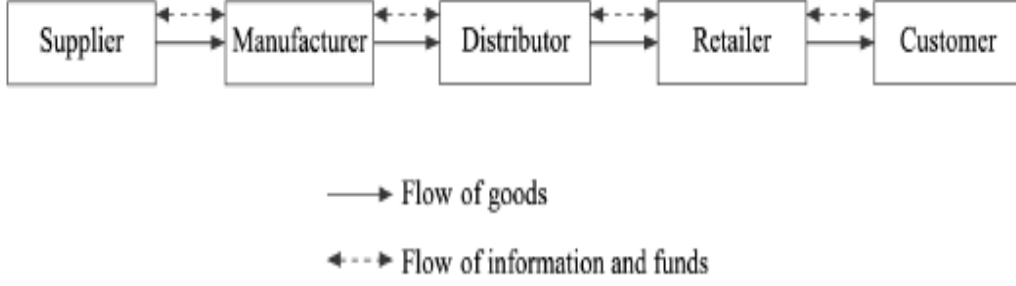 Supplier
Manufacturer
Distributor
Retailer
Customer
Flow of goods
Flow of information and funds